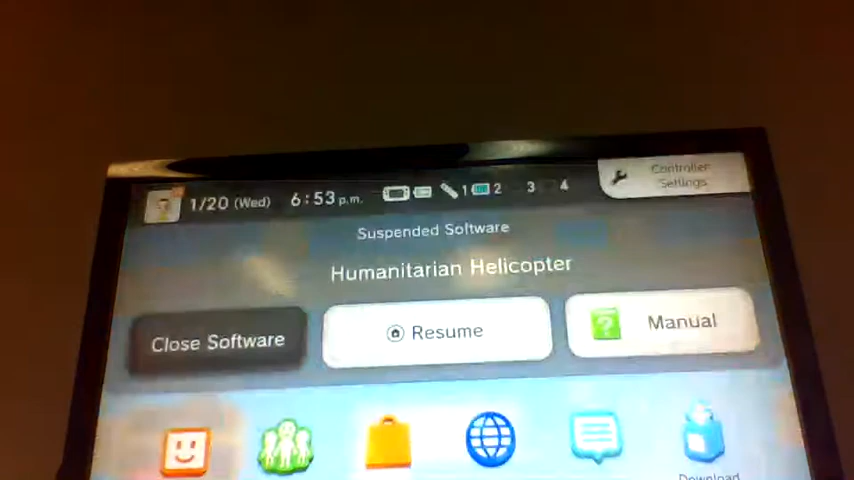 1/20 (Wed) 6:53 p.m. 1 2 3 4 Controller Settings
Suspended Software
Humanitarian Helicopter
Close Software Resume Manual
Download